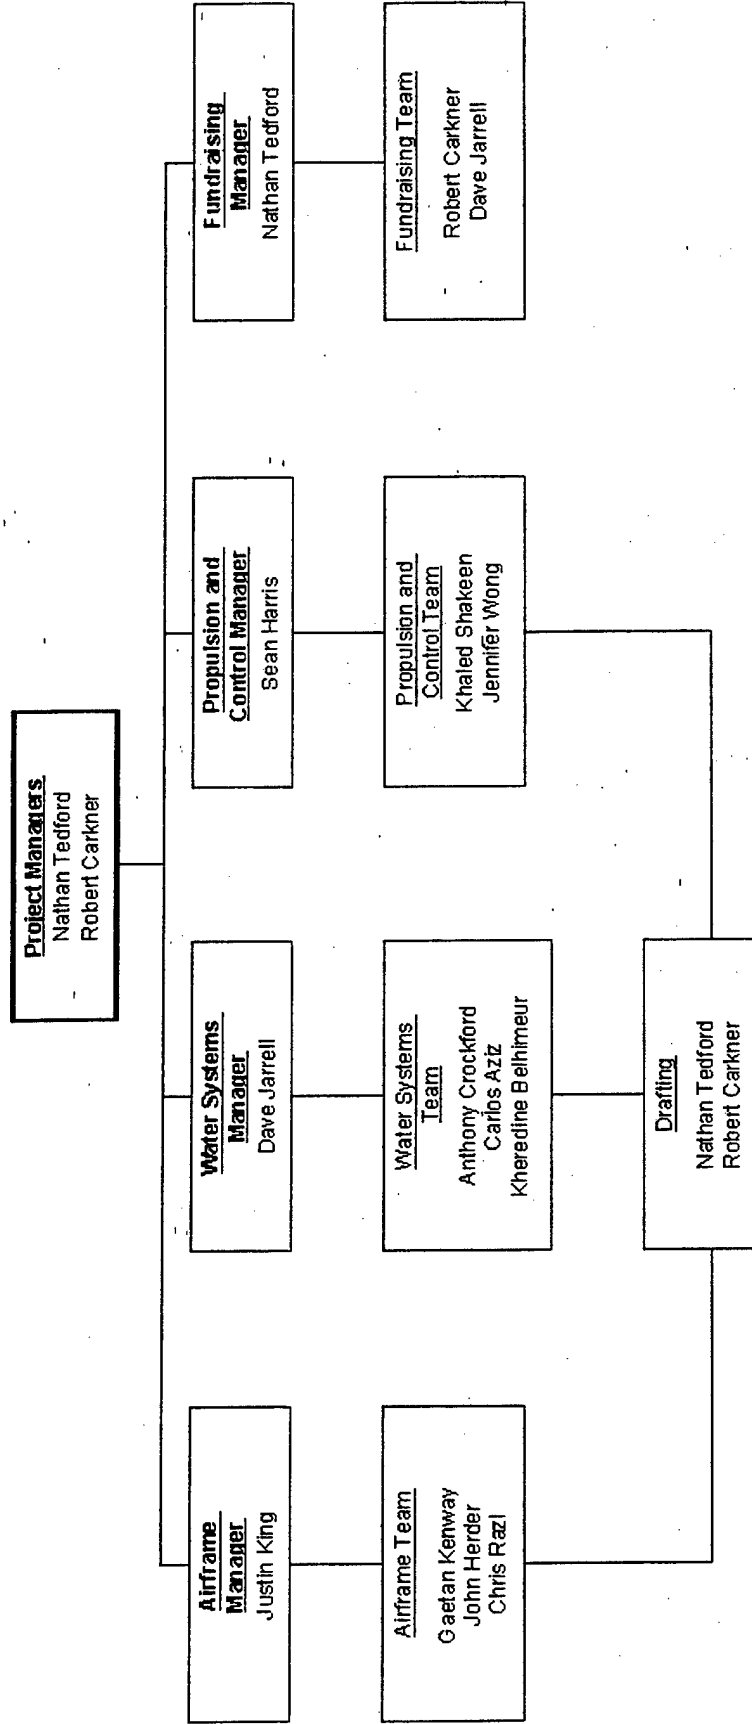 Project Managers
Nathan Tedford
Robert Carkner
Airframe
Manager
Justin King
Water Systems
Manager
Dave Jarrell
Propulsion and
Control Manager
Sean Harris
Fundraising
Manager
Nathan Tedford
Airframe Team
Gaetan Kenway
John Herder
Chris Razl
Water Systems
Team
Anthony Crockford
Carlos Aziz
Kheredine Belhimeur
Propulsion and
Control Team
Khaled Shakeen
Jennifer Wong
Fundraising Team
Robert Carkner
Dave Jarrell
Drafting
Nathan Tedford
Robert Carkner